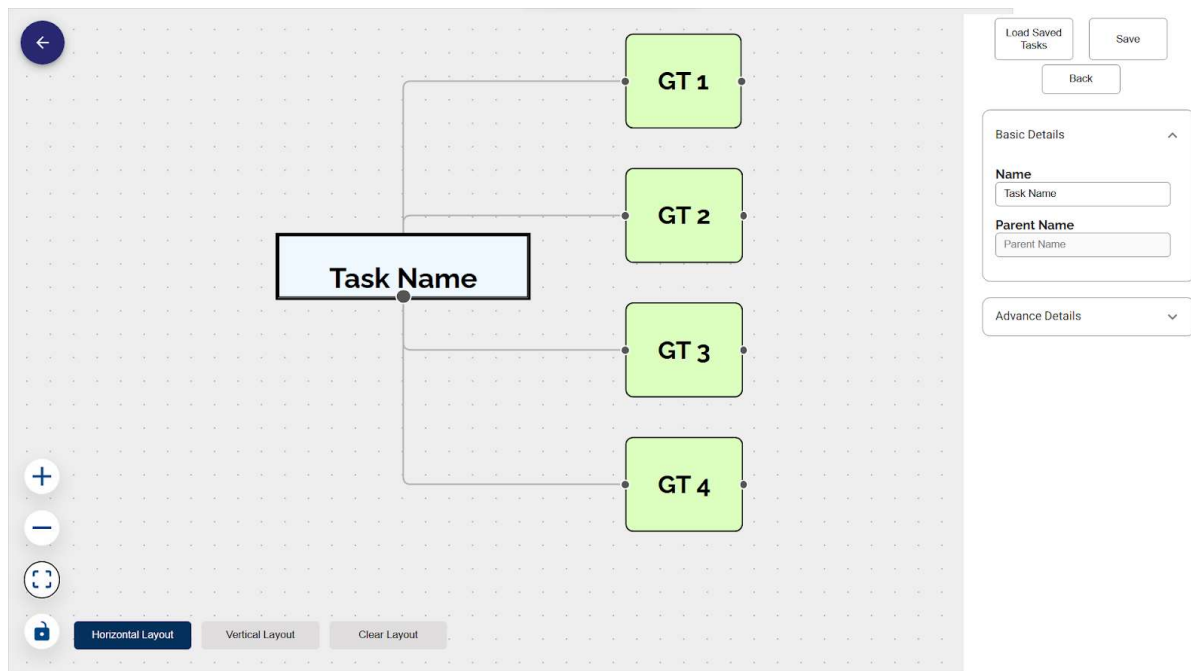 GT 1
GT 2
Task Name
GT 3
GT 4
Horizontal Layout
Vertical Layout
Clear Layout
Load Saved
Tasks
Save
Back
Basic Details
Name
Task Name
Parent Name
Parent Name
Advance Details